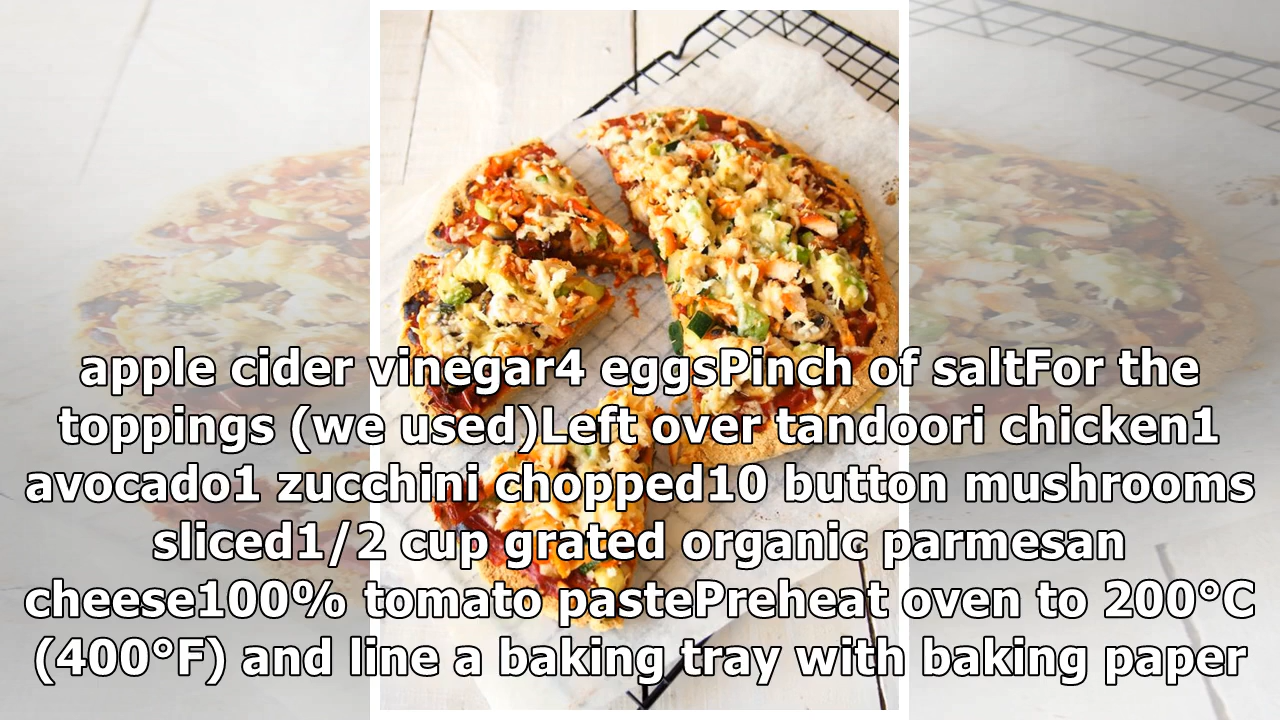 apple cider vinegar4 eggsPinch of saltFor the
toppings (we used)Left over tandoori chicken1
avocado1 zucchini chopped10 button mushrooms
sliced1/2 cup grated organic parmesan
cheese100% tomato pastePreheat oven to 200°C
(400°F) and line a baking tray with baking paper